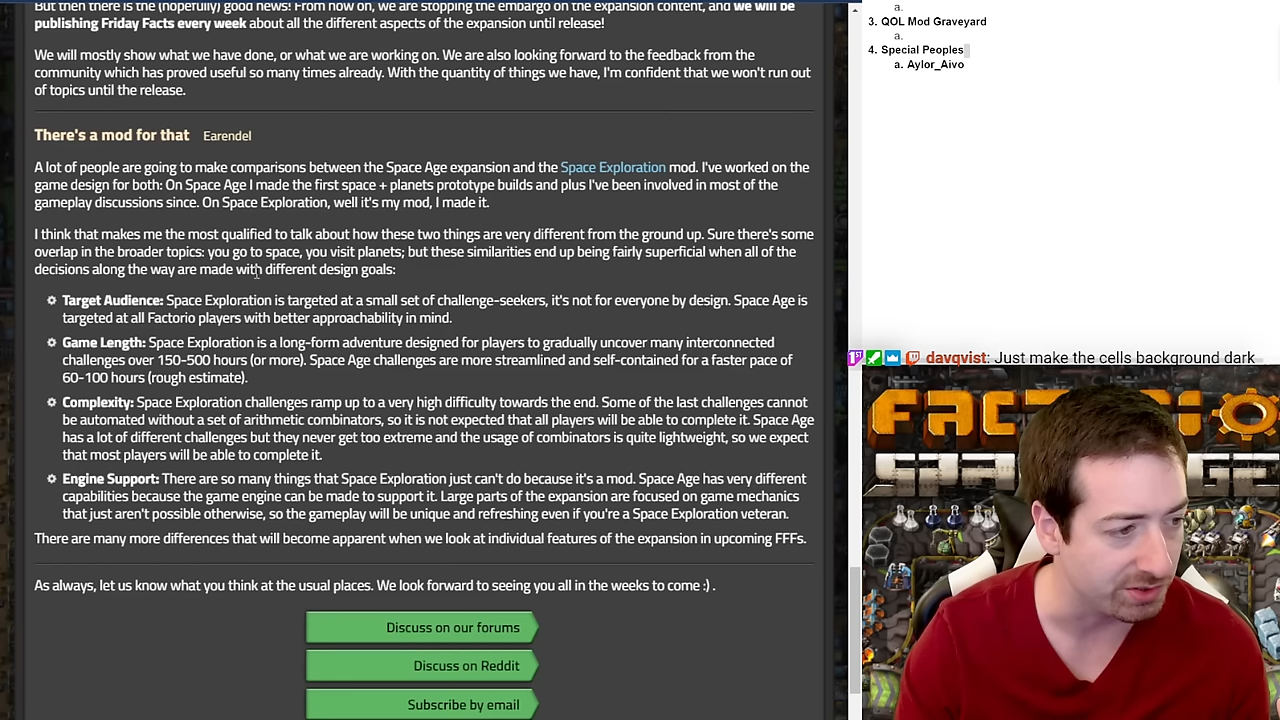 But then there is the (hopefully) good news! From now on, we are stopping the embargo on the expansion content, and we will be
publishing Friday Facts every week about all the different aspects of the expansion until release!
We will mostly show what we have done, or what we are working on. We are also looking forward to the feedback from the
community which has proved useful so many times already. With the quantity of things we have, I'm confident that we won't run out
of topics until the release.
There's a mod for that Earendel
A lot of people are going to make comparisons between the Space Age expansion and the Space Exploration mod. I've worked on the
game design for both: On Space Age I made the first space + planets prototype builds and plus I've been involved in most of the
gameplay discussions since. On Space Exploration, well it's my mod, I made it.
I think that makes me the most qualified to talk about how these two things are very different from the ground up. Sure there's some
overlap in the broader topics: you go to space, you visit planets; but these similarities end up being fairly superficial when all of the
decisions along the way are made with different design goals:
Target Audience: Space Exploration is targeted at a small set of challenge-seekers, it's not for everyone by design. Space Age is
targeted at all Factorio players with better approachability in mind.
Game Length: Space Exploration is a long-form adventure designed for players to gradually uncover many interconnected
challenges over 150-500 hours (or more). Space Age challenges are more streamlined and self-contained for a faster pace of
60-100 hours (rough estimate).
Complexity: Space Exploration challenges ramp up to a very high difficulty towards the end. Some of the last challenges cannot
be automated without a set of arithmetic combinators, so it is not expected that all players will be able to complete it. Space Age
has a lot of different challenges but they never get too extreme and the usage of combinators is quite lightweight, so we expect
that most players will be able to complete it.
Engine Support: There are so many things that Space Exploration just can't do because it's a mod. Space Age has very different
capabilities because the game engine can be made to support it. Large parts of the expansion are focused on game mechanics
that just aren't possible otherwise, so the gameplay will be unique and refreshing even if you're a Space Exploration veteran.
There are many more differences that will become apparent when we look at individual features of the expansion in upcoming FFFs.
As always, let us know what you think at the usual places. We look forward to seeing you all in the weeks to come :) .
Discuss on our forums
Discuss on Reddit
Subscribe by email
a.
3. QOL Mod Graveyard
a.
4. Special Peoples
a. Aylor_Aivo
1ST davqvist: Just make the cells background dark
FACTORIO